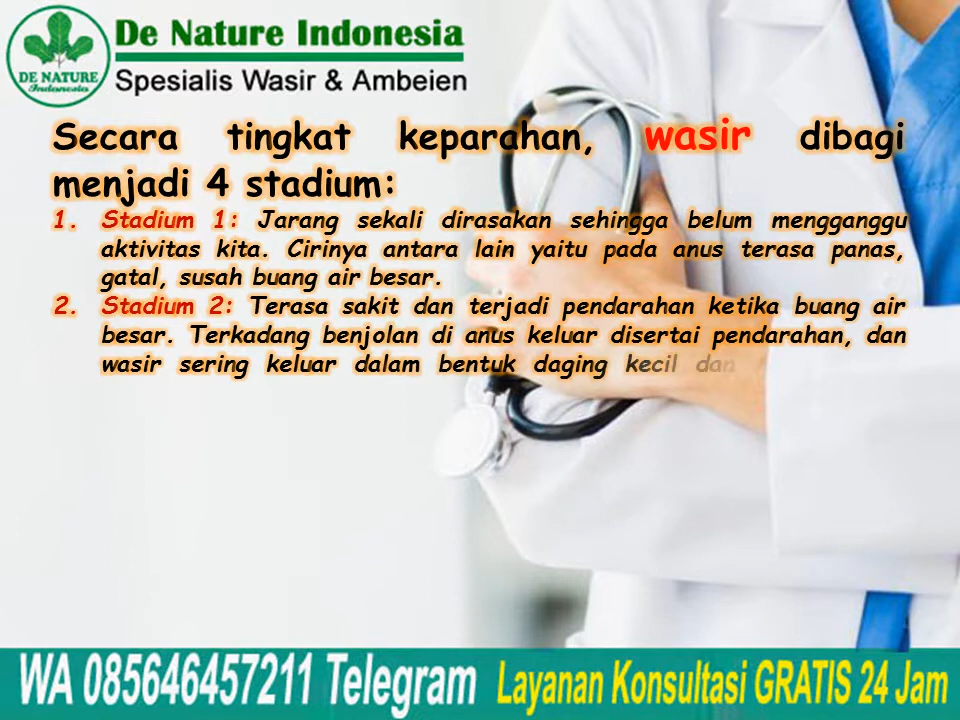 DE NATURE
Indonesia
De Nature Indonesia
Spesialis Wasir & Ambeien
Secara tingkat keparahan, wasir dibagi
menjadi 4 stadium:
1. Stadium 1: Jarang sekali dirasakan sehingga belum mengganggu
aktivitas kita. Cirinya antara lain yaitu pada anus terasa panas,
gatal, susah buang air besar.
2. Stadium 2: Terasa sakit dan terjadi pendarahan ketika buang air
besar. Terkadang benjolan di anus keluar disertai pendarahan, dan
wasir sering keluar dalam bentuk daging kecil dan
WA 085646457211 Telegram Layanan Konsultasi GRATIS 24 Jam